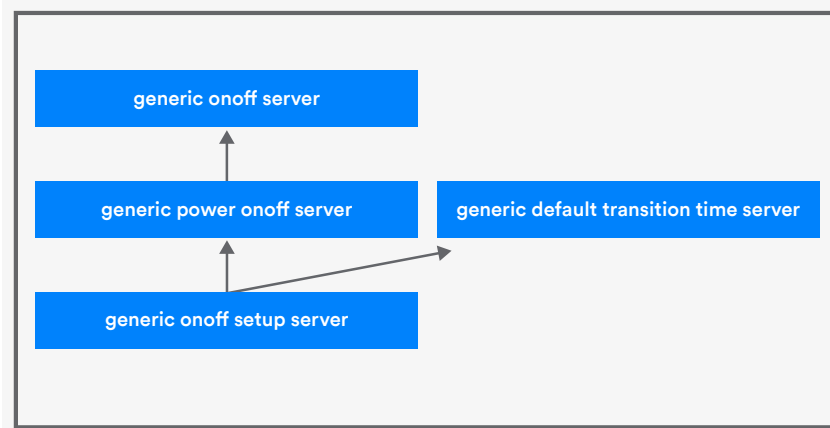 generic onoff server
generic power onoff server
generic default transition time server
generic onoff setup server